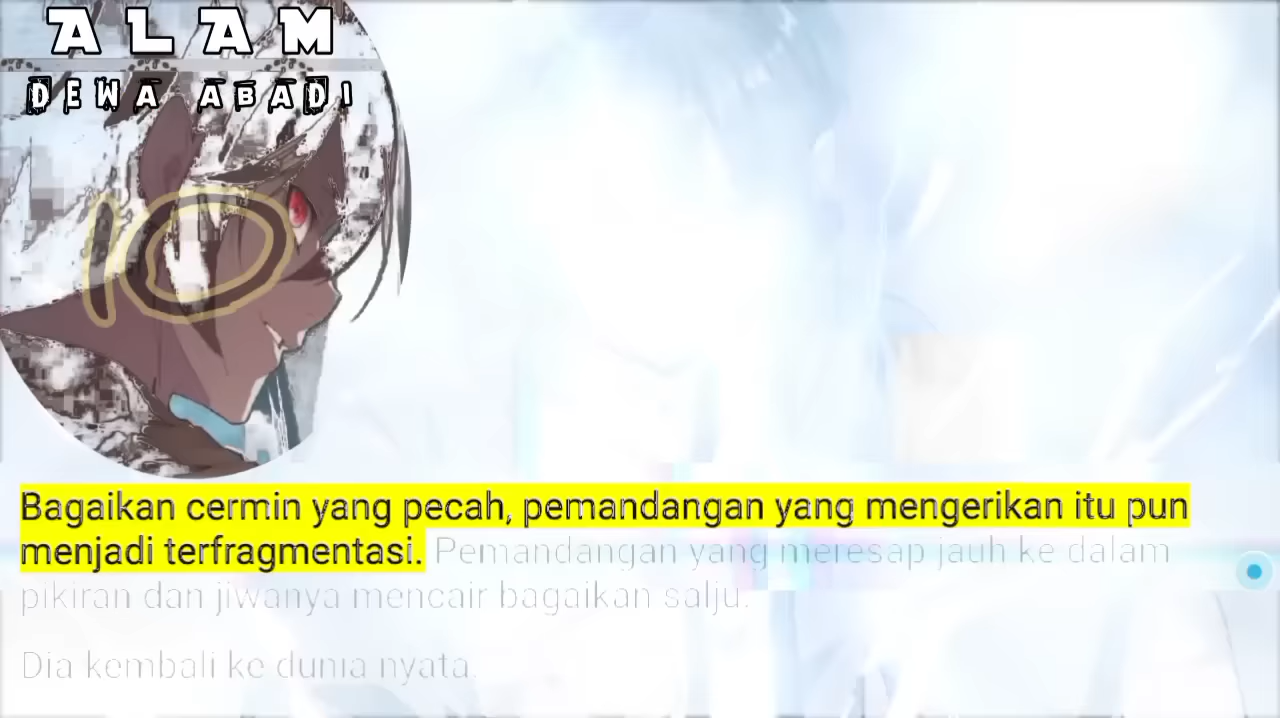 ALAM
DEWA ABADI
10
Bagaikan cermin yang pecah, pemandangan yang mengerikan itu pun
menjadi terfragmentasi. Pemandangan yang meresap jauh ke dalam
pikiran dan jiwanya mencair bagaikan salju.
Dia kembali ke dunia nyata.